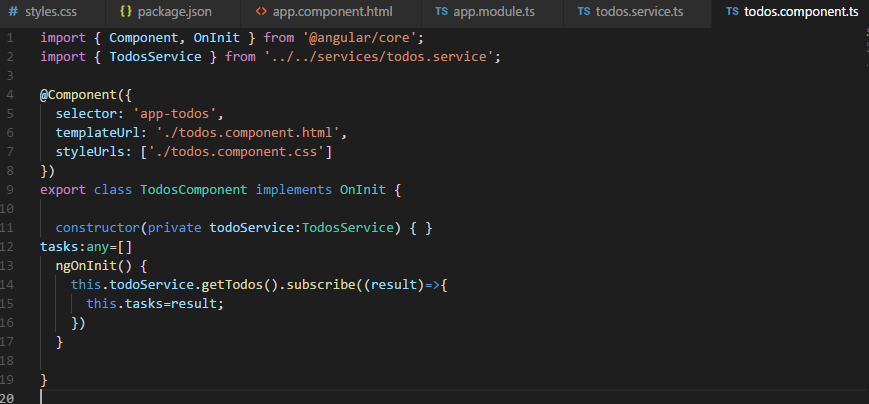 # styles.css {} package.json <> app.component.html TS app.module.ts TS todos.service.ts TS todos.component.ts
1 import { Component, OnInit } from '@angular/core';
2 import { TodosService } from '../../services/todos.service';
3
4 @Component({
5   selector: 'app-todos',
6   templateUrl: './todos.component.html',
7   styleUrls: ['./todos.component.css']
8 })
9 export class TodosComponent implements OnInit {
10
11   constructor(private todoService:TodosService) { }
12 tasks:any=[]
13   ngOnInit() {
14     this.todoService.getTodos().subscribe((result)=>{
15       this.tasks=result;
16     })
17   }
18
19 }
20